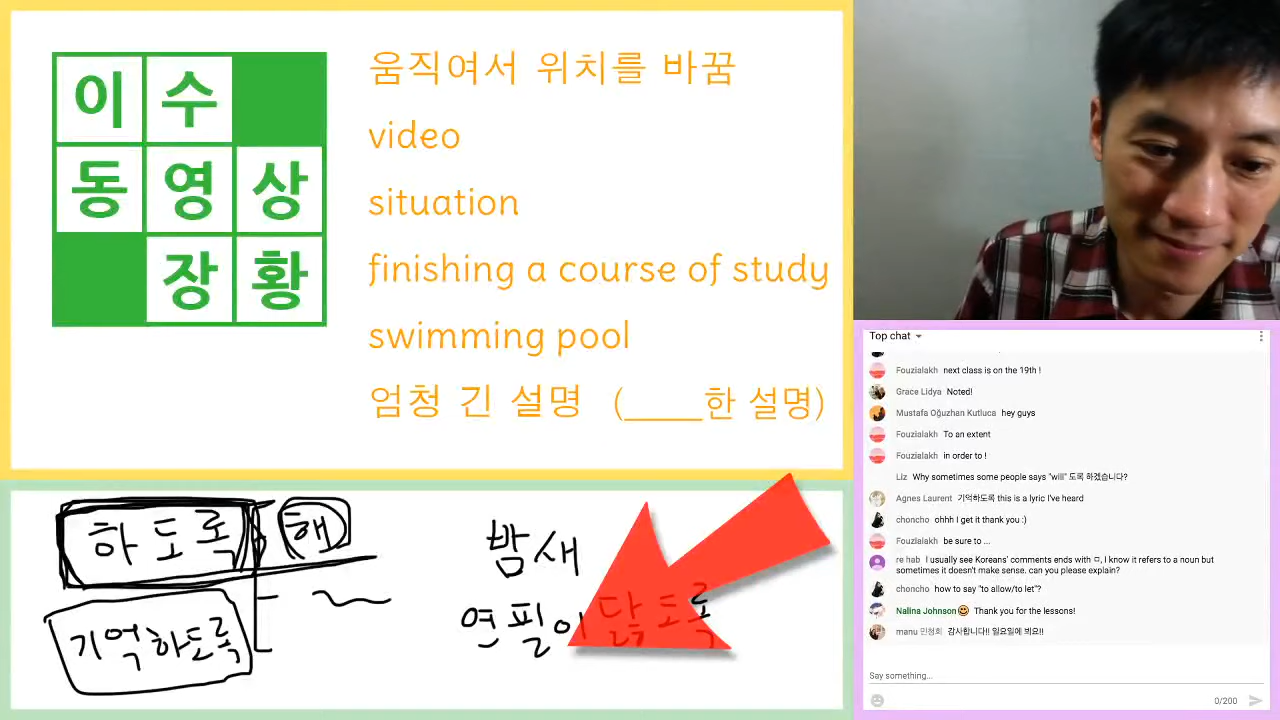 이 수
동 영 상
장 황
움직여서 위치를 바꿈
video
situation
finishing a course of study
swimming pool
엄청 긴 설명 (____한 설명)
하도록 해
기억하도록
밤새
연필이 닳도록
Top chat
Fouzialakh next class is on the 19th !
Grace Lidya Noted!
Mustafa Oğuzhan Kutluca hey guys
Fouzialakh To an extent
Fouzialakh in order to !
Liz Why sometimes some people says "will" 도록 하겠습니다?
Agnes Laurent 기억하도록 this is a lyric I've heard
choncho ohhh I get it thank you :)
Fouzialakh be sure to ...
re hab I usually see Koreans' comments ends with ㅁ, I know it refers to a noun but
sometimes it doesn't make sense. can you please explain?
choncho how to say "to allow/to let"?
Nalina Johnson Thank you for the lessons!
manu 민정희 감사합니다!! 일요일에 봐요!!
Say something...
0/200